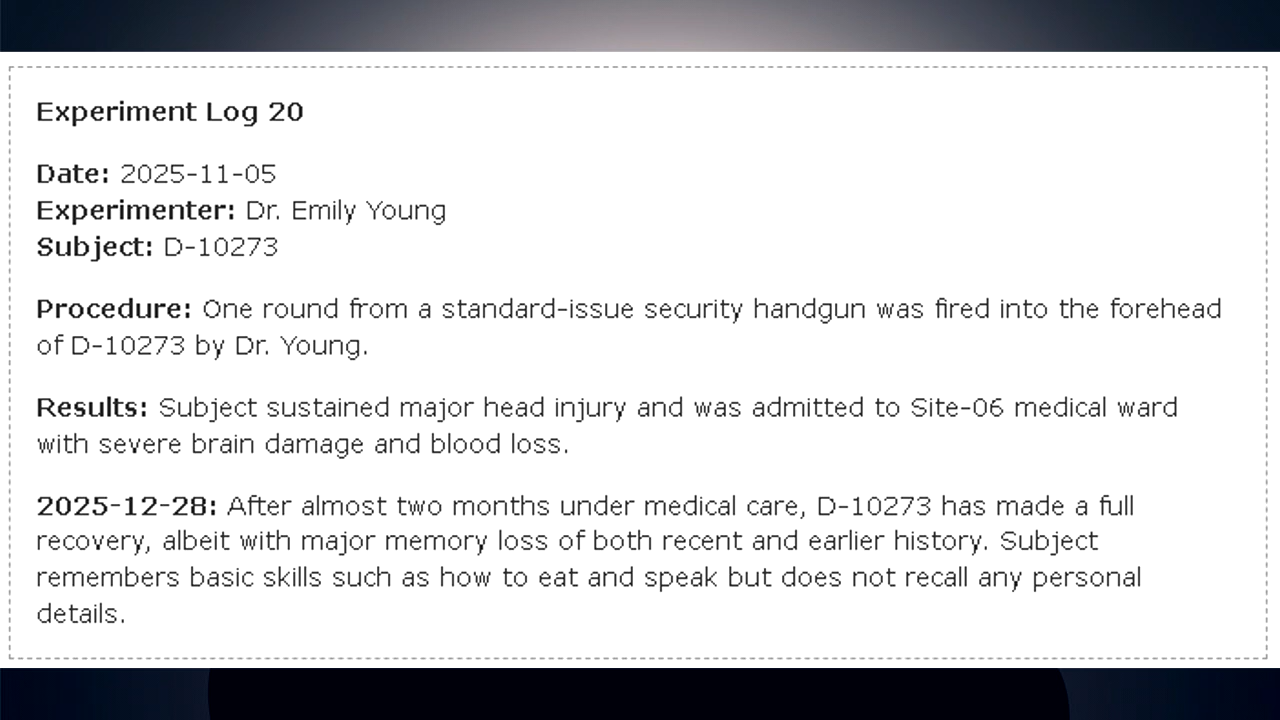 Experiment Log 20
Date: 2025-11-05
Experimenter: Dr. Emily Young
Subject: D-10273
Procedure: One round from a standard-issue security handgun was fired into the forehead
of D-10273 by Dr. Young.
Results: Subject sustained major head injury and was admitted to Site-06 medical ward
with severe brain damage and blood loss.
2025-12-28: After almost two months under medical care, D-10273 has made a full
recovery, albeit with major memory loss of both recent and earlier history. Subject
remembers basic skills such as how to eat and speak but does not recall any personal
details.